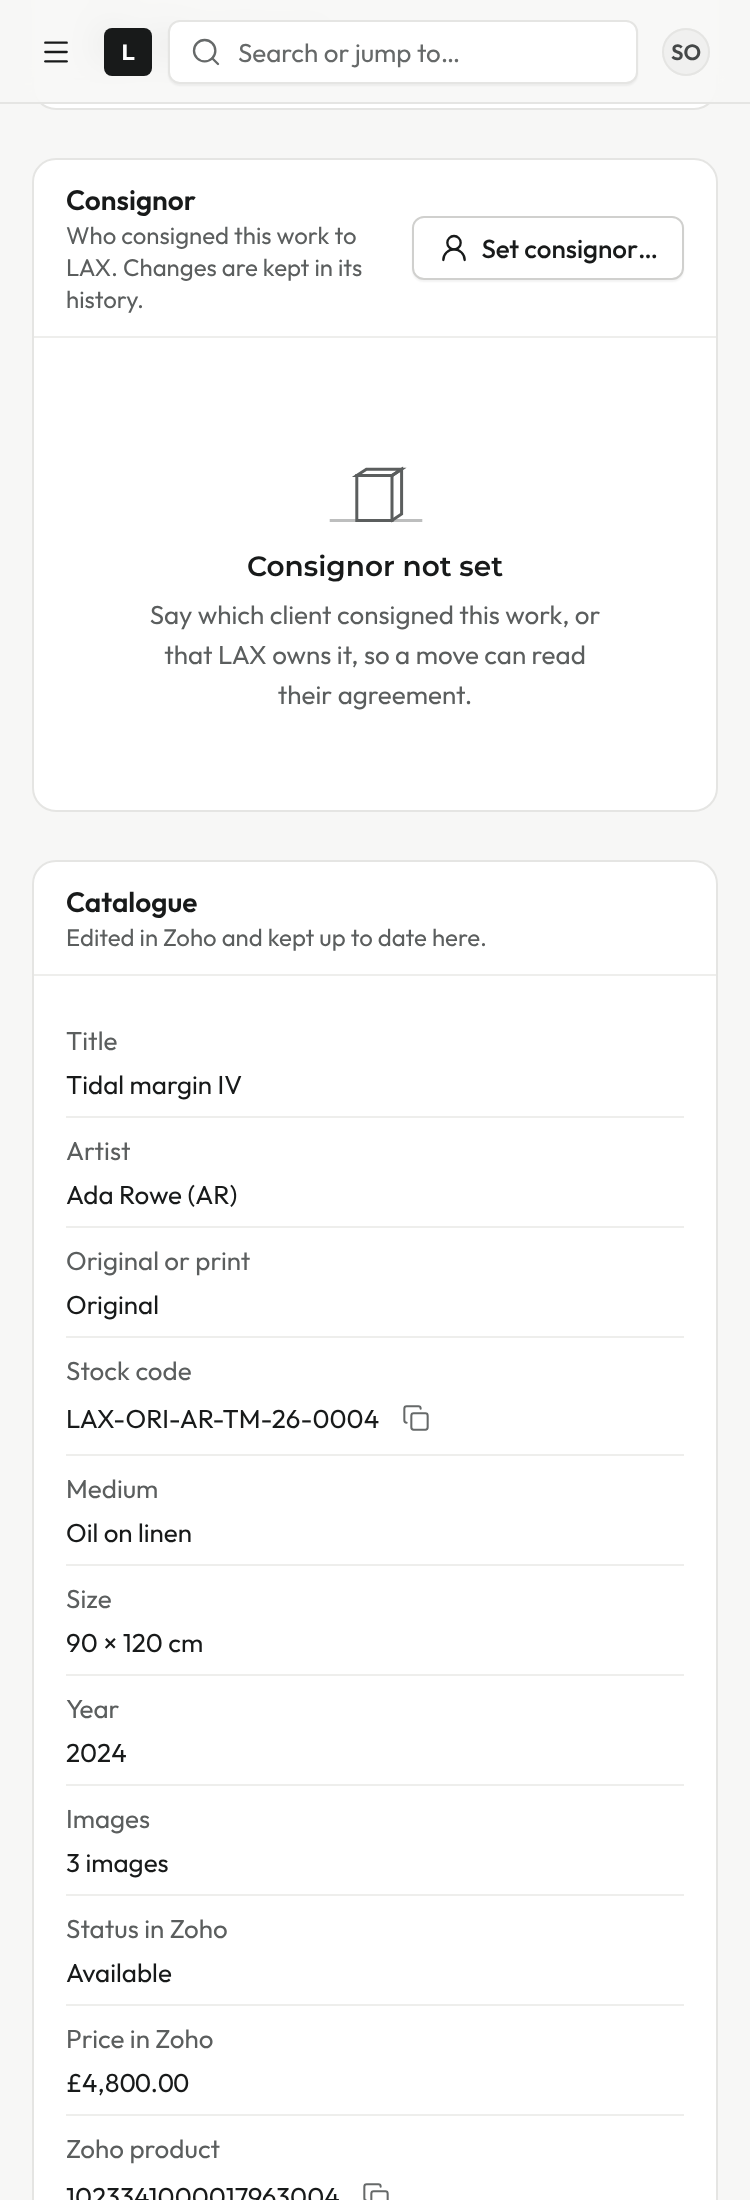 L
Search or jump to...
SO
Consignor
Who consigned this work to
LAX. Changes are kept in its
history.
Set consignor...
Consignor not set
Say which client consigned this work, or
that LAX owns it, so a move can read
their agreement.
Catalogue
Edited in Zoho and kept up to date here.
Title
Tidal margin IV
Artist
Ada Rowe (AR)
Original or print
Original
Stock code
LAX-ORI-AR-TM-26-0004
Medium
Oil on linen
Size
90 × 120 cm
Year
2024
Images
3 images
Status in Zoho
Available
Price in Zoho
£4,800.00
Zoho product
1023341000017963004